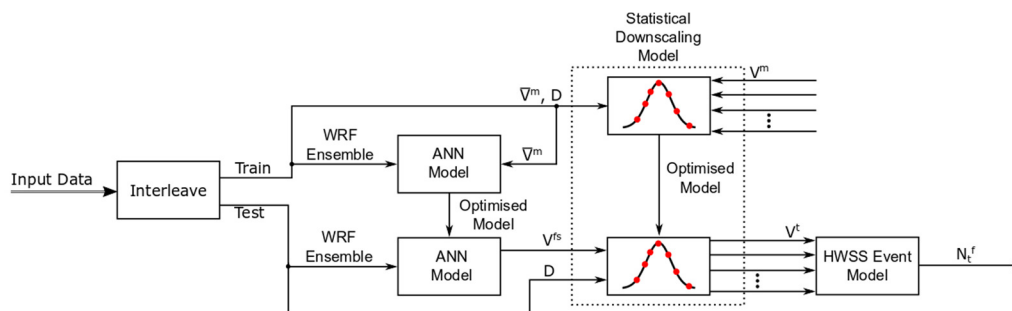 Statistical
Downscaling
Model
V^m
∇̄^m, D
WRF
Ensemble
ANN
Model
∇̄^m
Optimised
Model
Input Data
Interleave
Train
Test
Optimised
Model
WRF
Ensemble
ANN
Model
V^fs
D
V^t
HWSS Event
Model
N_t^f